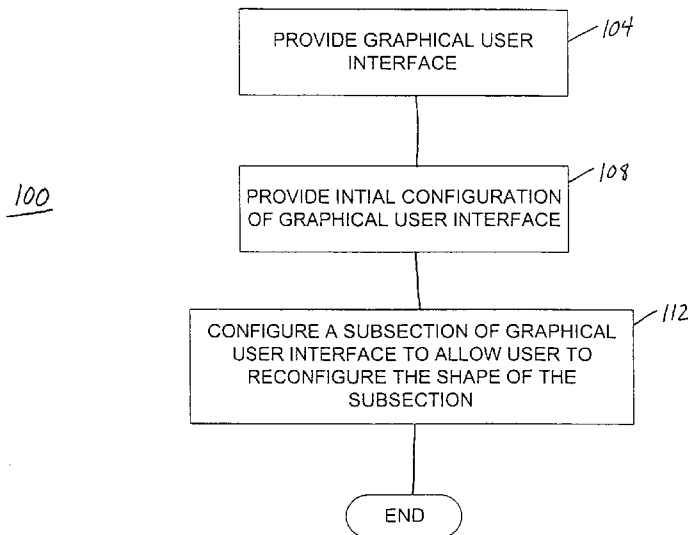 PROVIDE GRAPHICAL USER
INTERFACE
104
100
PROVIDE INTIAL CONFIGURATION
OF GRAPHICAL USER INTERFACE
108
CONFIGURE A SUBSECTION OF GRAPHICAL
USER INTERFACE TO ALLOW USER TO
RECONFIGURE THE SHAPE OF THE
SUBSECTION
112
END